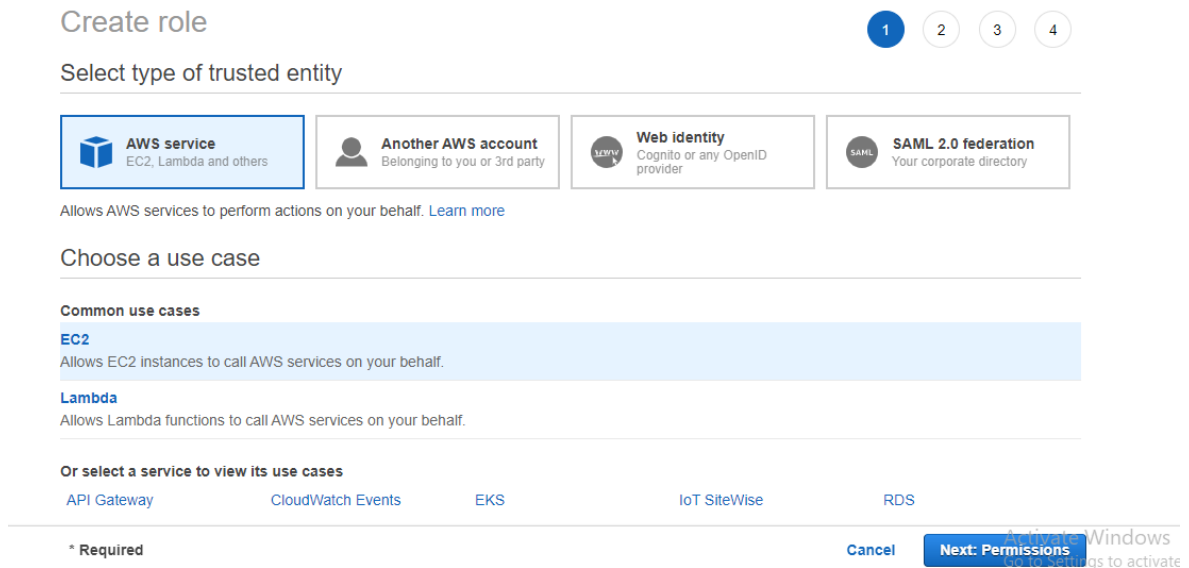 Create role
1 2 3 4
Select type of trusted entity
AWS service
EC2, Lambda and others
Another AWS account
Belonging to you or 3rd party
www
Web identity
Cognito or any OpenID
provider
SAML
SAML 2.0 federation
Your corporate directory
Allows AWS services to perform actions on your behalf. Learn more
Choose a use case
Common use cases
EC2
Allows EC2 instances to call AWS services on your behalf.
Lambda
Allows Lambda functions to call AWS services on your behalf.
Or select a service to view its use cases
API Gateway CloudWatch Events EKS IoT SiteWise RDS
* Required Cancel Next: Permissions
Activate Windows
Go to Settings to activate